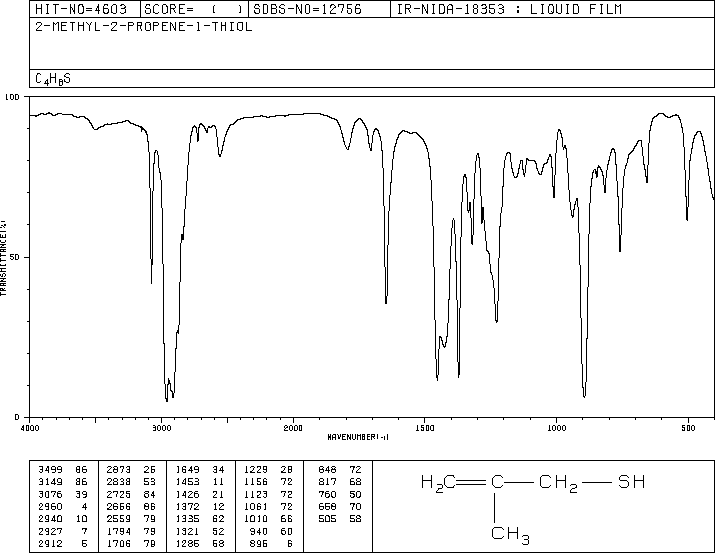 HIT-NO=4603 SCORE= ( ) SDBS-NO=12756 IR-NIDA-18353 : LIQUID FILM
2-METHYL-2-PROPENE-1-THIOL
C4H8S
100
50
0
TRANSMITTANCE(%)
4000 3000 2000 1500 1000 500
WAVENUMBER(-1)
3499 86 2873 26 1649 34 1229 28 848 72
3149 86 2838 53 1453 11 1156 72 817 68
3076 39 2725 84 1426 21 1123 72 760 50
2960 4 2666 86 1372 12 1061 72 658 70
2940 10 2559 79 1335 62 1010 66 505 58
2927 7 1794 79 1321 52 940 60
2912 5 1706 79 1285 58 896 6
H2C C CH2 SH
CH3